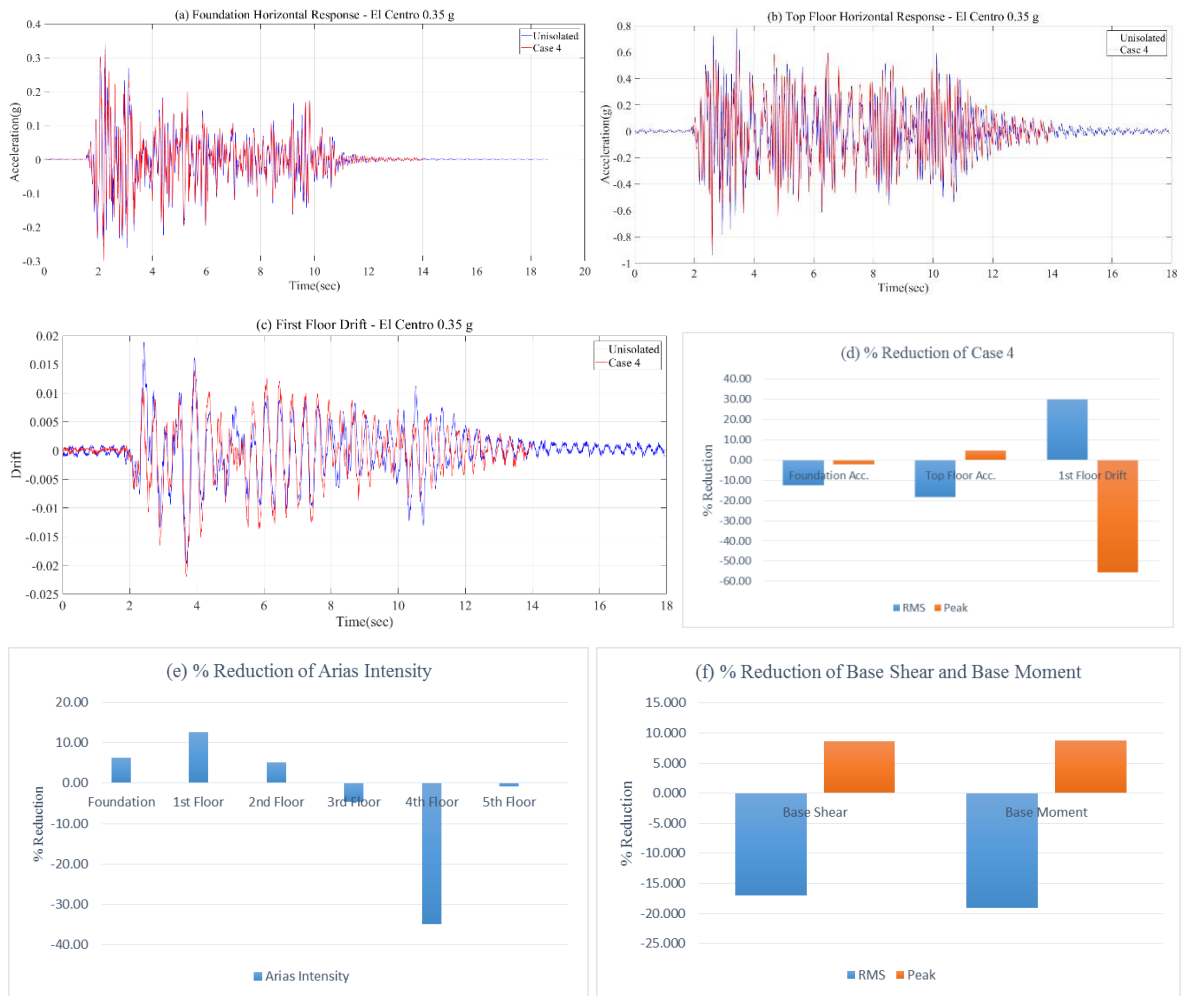 (a) Foundation Horizontal Response - El Centro 0.35 g
Unisolated
Case 4
Acceleration(g)
0.4
0.3
0.2
0.1
0
-0.1
-0.2
-0.3
0 2 4 6 8 10 12 14 16 18 20
Time(sec)
(b) Top Floor Horizontal Response - El Centro 0.35 g
Unisolated
Case 4
Acceleration(g)
0.8
0.6
0.4
0.2
0
-0.2
-0.4
-0.6
-0.8
-1
0 2 4 6 8 10 12 14 16 18
Time(sec)
(c) First Floor Drift - El Centro 0.35 g
Unisolated
Case 4
Drift
0.02
0.015
0.01
0.005
0
-0.005
-0.01
-0.015
-0.02
-0.025
0 2 4 6 8 10 12 14 16 18
Time(sec)
(d) % Reduction of Case 4
% Reduction
40.00
30.00
20.00
10.00
0.00
-10.00
-20.00
-30.00
-40.00
-50.00
-60.00
Foundation Acc. Top Floor Acc. 1st Floor Drift
RMS Peak
(e) % Reduction of Arias Intensity
% Reduction
20.00
10.00
0.00
-10.00
-20.00
-30.00
-40.00
Foundation 1st Floor 2nd Floor 3rd Floor 4th Floor 5th Floor
Arias Intensity
(f) % Reduction of Base Shear and Base Moment
% Reduction
15.000
10.000
5.000
0.000
-5.000
-10.000
-15.000
-20.000
-25.000
Base Shear Base Moment
RMS Peak